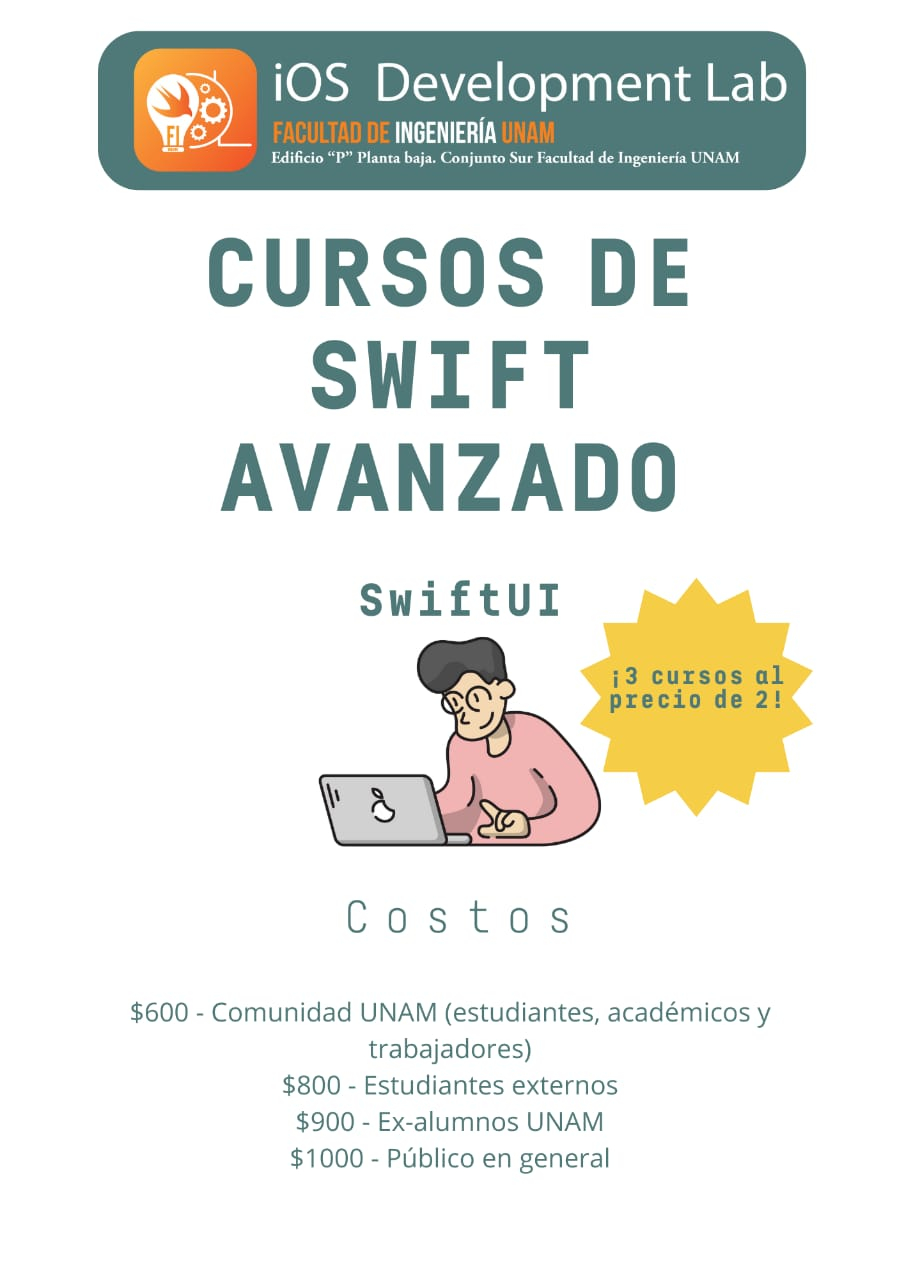 iOS Development Lab
FACULTAD DE INGENIERÍA UNAM
Edificio “P” Planta baja. Conjunto Sur Facultad de Ingeniería UNAM
FI
CURSOS DE
SWIFT
AVANZADO
SwiftUI
¡3 cursos al
precio de 2!
Costos
$600 - Comunidad UNAM (estudiantes, académicos y
trabajadores)
$800 - Estudiantes externos
$900 - Ex-alumnos UNAM
$1000 - Público en general